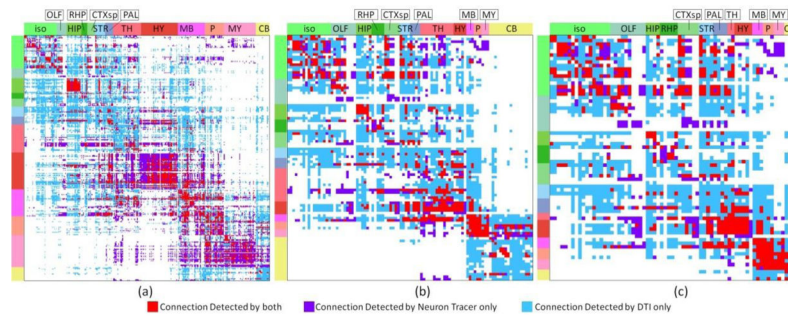 OLF RHP CTXsp PAL
iso HIP STR TH HY MB P MY CB
RHP CTXsp PAL MB MY
iso OLF HIP STR TH HY P CB
CTXsp PAL TH MB MY
iso OLF HIP RHP STR HY P C
(a) (b) (c)
Connection Detected by both Connection Detected by Neuron Tracer only Connection Detected by DTI only